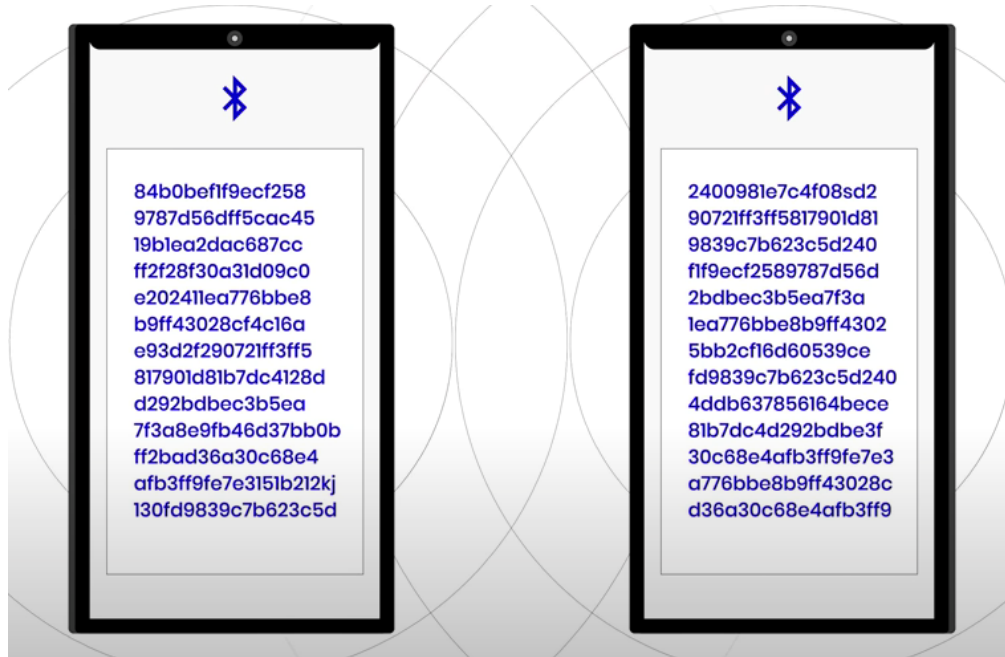 84b0bef1f9ecf258
9787d56dff5cac45
19b1ea2dac687cc
ff2f28f30a31d09c0
e202411ea776bbe8
b9ff43028cf4c16a
e93d2f290721ff3ff5
817901d81b7dc4128d
d292bdbec3b5ea
7f3a8e9fb46d37bb0b
ff2bad36a30c68e4
afb3ff9fe7e3151b212kj
130fd9839c7b623c5d
2400981e7c4f08sd2
90721ff3ff5817901d81
9839c7b623c5d240
f1f9ecf2589787d56d
2bdbec3b5ea7f3a
1ea776bbe8b9ff4302
5bb2cf16d60539ce
fd9839c7b623c5d240
4ddb637856164bece
81b7dc4d292bdbe3f
30c68e4afb3ff9fe7e3
a776bbe8b9ff43028c
d36a30c68e4afb3ff9